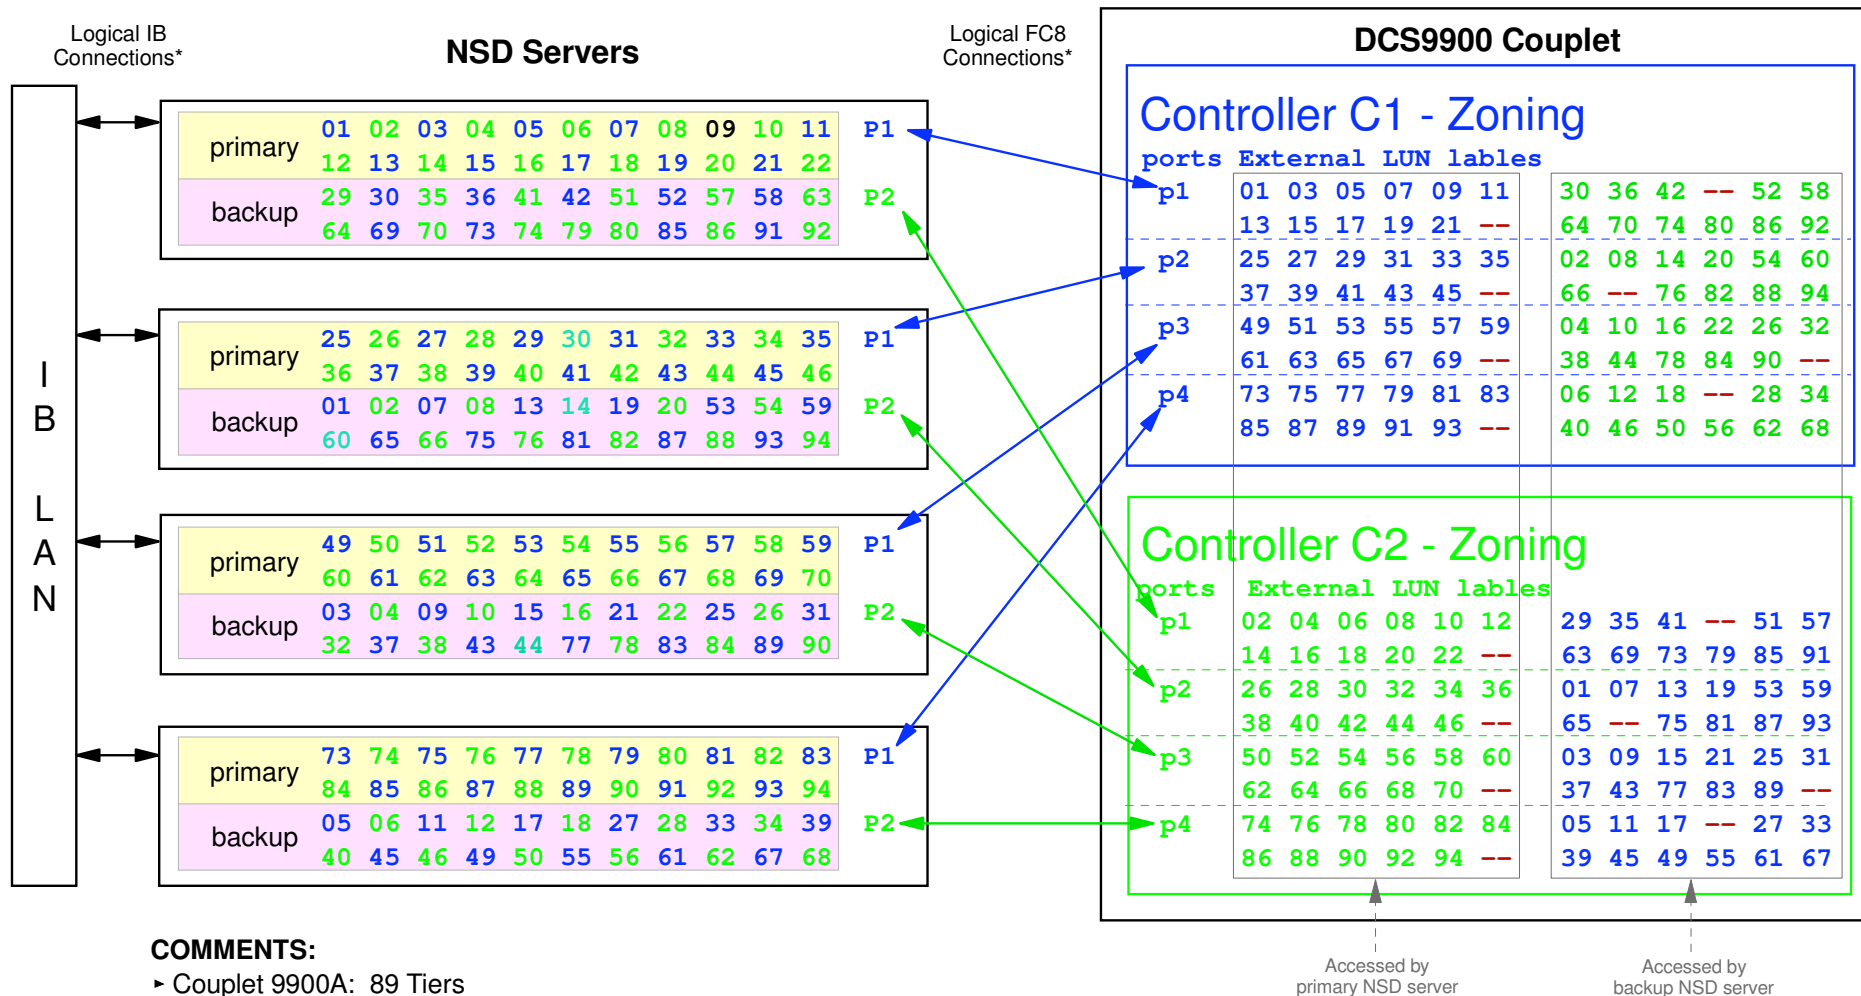 Logical IB
Connections*
NSD Servers
Logical FC8
Connections*
DCS9900 Couplet
I
B
L
A
N
primary
01 02 03 04 05 06 07 08 09 10 11 P1
12 13 14 15 16 17 18 19 20 21 22
backup
29 30 35 36 41 42 51 52 57 58 63 P2
64 69 70 73 74 79 80 85 86 91 92
primary
25 26 27 28 29 30 31 32 33 34 35 P1
36 37 38 39 40 41 42 43 44 45 46
backup
01 02 07 08 13 14 19 20 53 54 59 P2
60 65 66 75 76 81 82 87 88 93 94
primary
49 50 51 52 53 54 55 56 57 58 59 P1
60 61 62 63 64 65 66 67 68 69 70
backup
03 04 09 10 15 16 21 22 25 26 31 P2
32 37 38 43 44 77 78 83 84 89 90
primary
73 74 75 76 77 78 79 80 81 82 83 P1
84 85 86 87 88 89 90 91 92 93 94
backup
05 06 11 12 17 18 27 28 33 34 39 P2
40 45 46 49 50 55 56 61 62 67 68
Controller C1 - Zoning
ports External LUN lables
p1 01 03 05 07 09 11 30 36 42 -- 52 58
13 15 17 19 21 -- 64 70 74 80 86 92
p2 25 27 29 31 33 35 02 08 14 20 54 60
37 39 41 43 45 -- 66 -- 76 82 88 94
p3 49 51 53 55 57 59 04 10 16 22 26 32
61 63 65 67 69 -- 38 44 78 84 90 --
p4 73 75 77 79 81 83 06 12 18 -- 28 34
85 87 89 91 93 -- 40 46 50 56 62 68
Controller C2 - Zoning
ports External LUN lables
p1 02 04 06 08 10 12 29 35 41 -- 51 57
14 16 18 20 22 -- 63 69 73 79 85 91
p2 26 28 30 32 34 36 01 07 13 19 53 59
38 40 42 44 46 -- 65 -- 75 81 87 93
p3 50 52 54 56 58 60 03 09 15 21 25 31
62 64 66 68 70 -- 37 43 77 83 89 --
p4 74 76 78 80 82 84 05 11 17 -- 27 33
86 88 90 92 94 -- 39 45 49 55 61 67
Accessed by
primary NSD server
Accessed by
backup NSD server
COMMENTS:
► Couplet 9900A: 89 Tiers